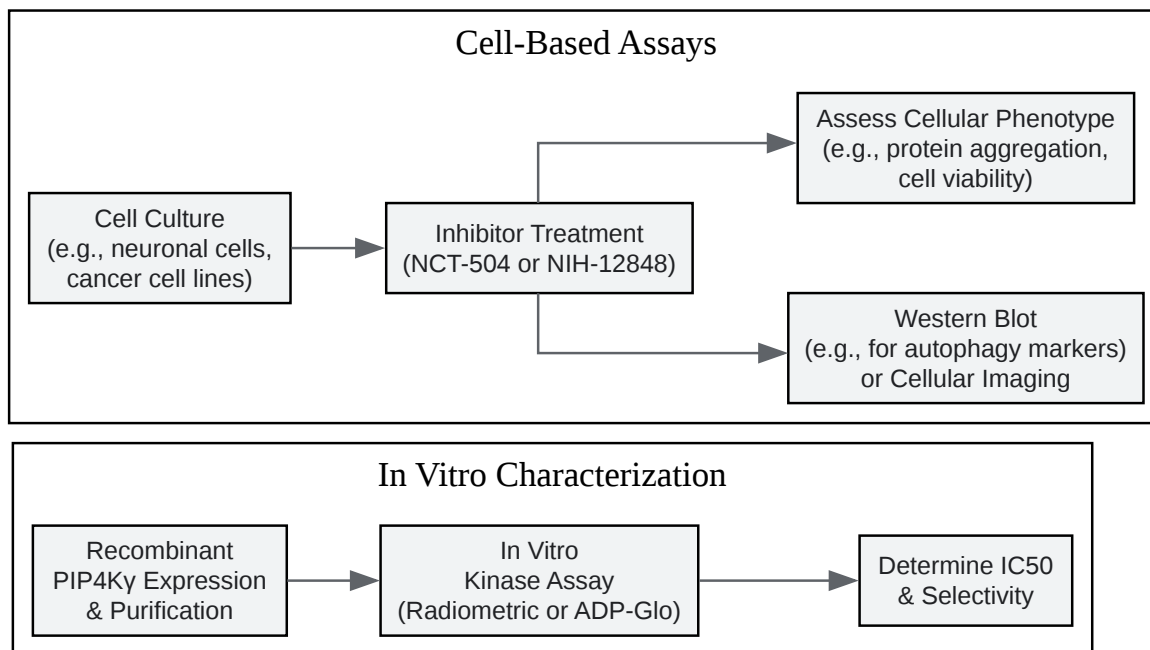 Cell-Based Assays
Cell Culture
(e.g., neuronal cells,
cancer cell lines)
Inhibitor Treatment
(NCT-504 or NIH-12848)
Assess Cellular Phenotype
(e.g., protein aggregation,
cell viability)
Western Blot
(e.g., for autophagy markers)
or Cellular Imaging
In Vitro Characterization
Recombinant
PIP4Kγ Expression
& Purification
In Vitro
Kinase Assay
(Radiometric or ADP-Glo)
Determine IC50
& Selectivity